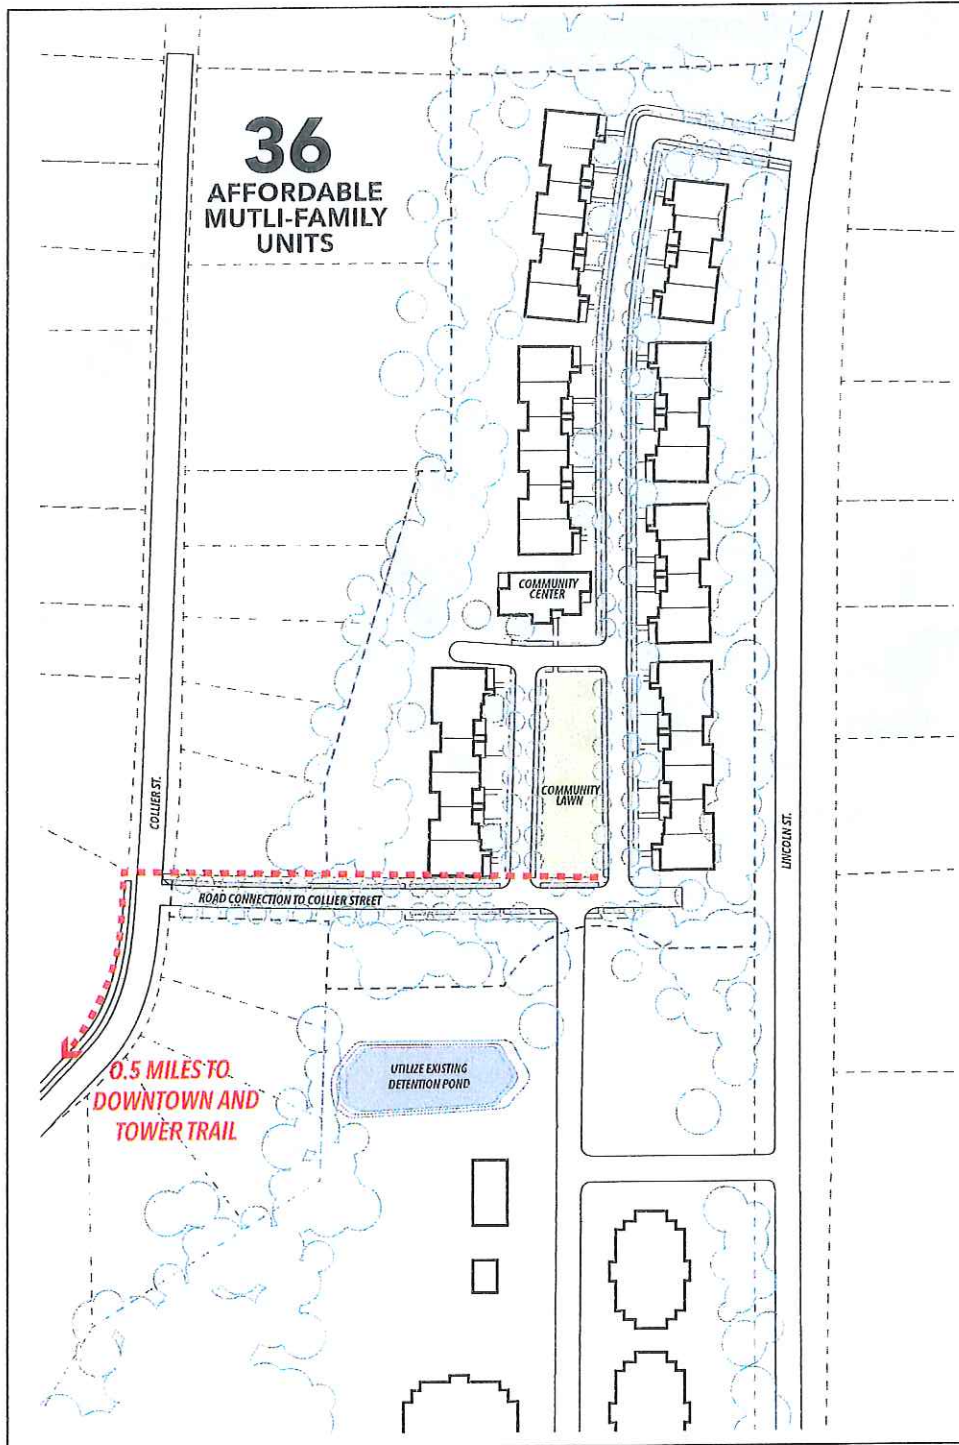 36
AFFORDABLE
MUTLI-FAMILY
UNITS
COMMUNITY
CENTER
COMMUNITY
LAWN
COLLIER ST.
LINCOLN ST.
ROAD CONNECTION TO COLLIER STREET
0.5 MILES TO
DOWNTOWN AND
TOWER TRAIL
UTILIZE EXISTING
DETENTION POND